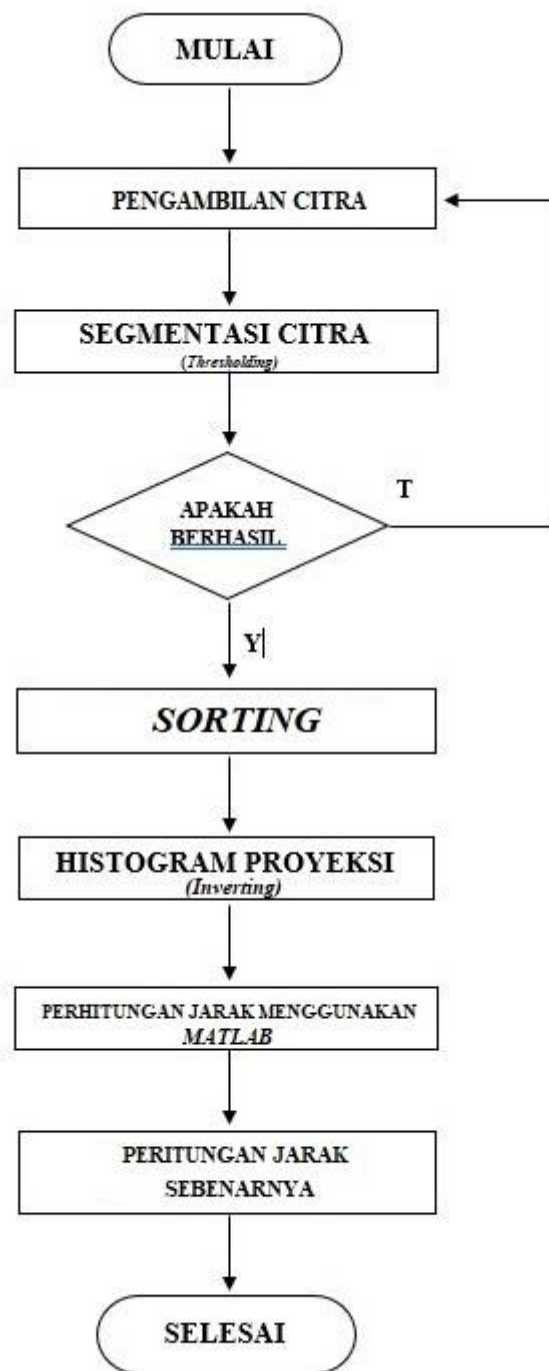 MULAI
PENGAMBILAN CITRA
SEGMENTASI CITRA
(Thresholding)
APAKAH
BERHASIL
T
Y
SORTING
HISTOGRAM PROYEKSI
(Inverting)
PERHITUNGAN JARAK MENGGUNAKAN
MATLAB
PERITUNGAN JARAK
SEBENARNYA
SELESAI